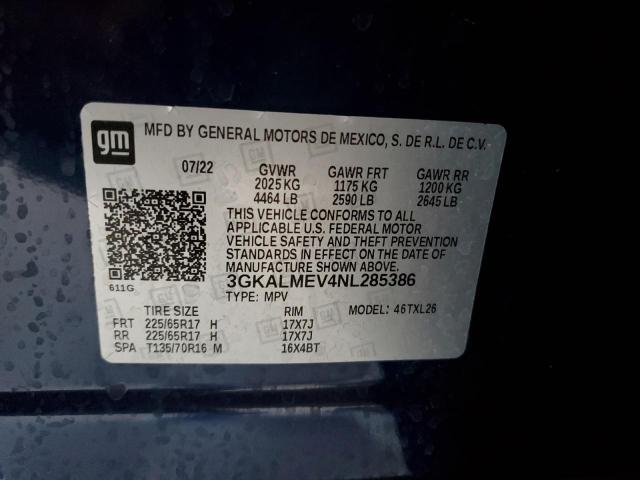 gm
MFD BY GENERAL MOTORS DE MEXICO, S. DE R.L. DE C.V.
07/22 GVWR GAWR FRT GAWR RR
2025 KG 1175 KG 1200 KG
4464 LB 2590 LB 2645 LB
THIS VEHICLE CONFORMS TO ALL
APPLICABLE U.S. FEDERAL MOTOR
VEHICLE SAFETY AND THEFT PREVENTION
STANDARDS IN EFFECT ON THE DATE OF
MANUFACTURE SHOWN ABOVE.
611G
3GKALMEV4NL285386
TYPE: MPV MODEL: 46TXL26
TIRE SIZE RIM
FRT 225/65R17 H 17X7J
RR 225/65R17 H 17X7J
SPA T135/70R16 M 16X4BT